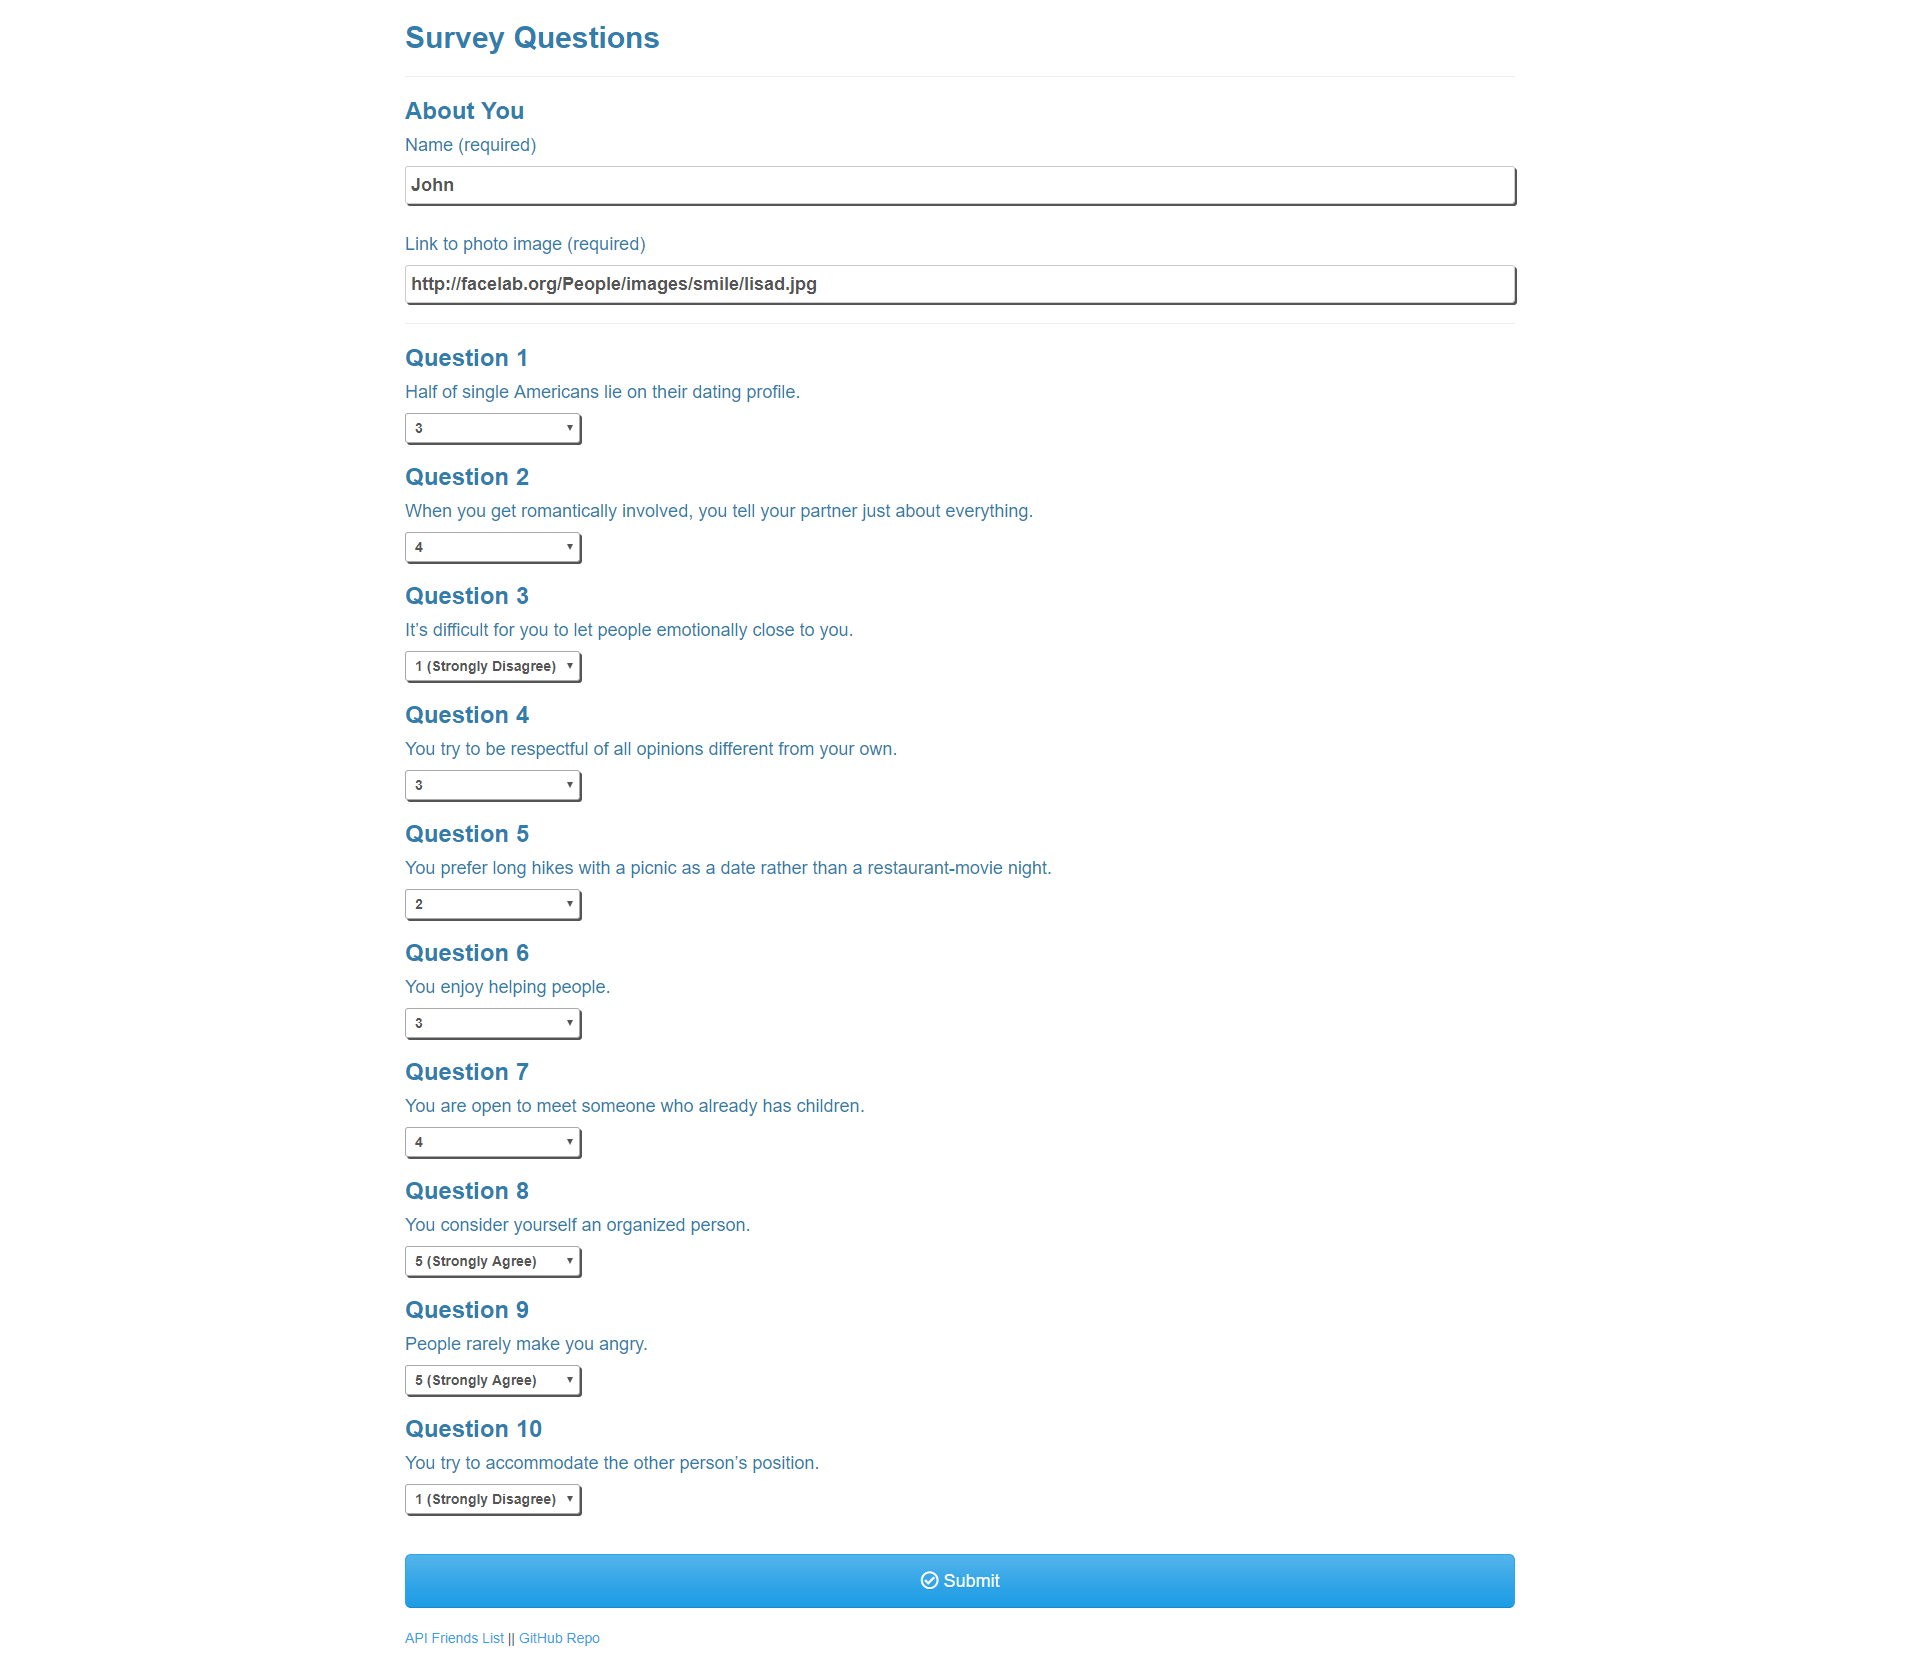 Survey Questions
About You
Name (required)
John
Link to photo image (required)
http://facelab.org/People/images/smile/lisad.jpg
Question 1
Half of single Americans lie on their dating profile.
3
Question 2
When you get romantically involved, you tell your partner just about everything.
4
Question 3
It’s difficult for you to let people emotionally close to you.
1 (Strongly Disagree)
Question 4
You try to be respectful of all opinions different from your own.
3
Question 5
You prefer long hikes with a picnic as a date rather than a restaurant-movie night.
2
Question 6
You enjoy helping people.
3
Question 7
You are open to meet someone who already has children.
4
Question 8
You consider yourself an organized person.
5 (Strongly Agree)
Question 9
People rarely make you angry.
5 (Strongly Agree)
Question 10
You try to accommodate the other person’s position.
1 (Strongly Disagree)
Submit
API Friends List || GitHub Repo